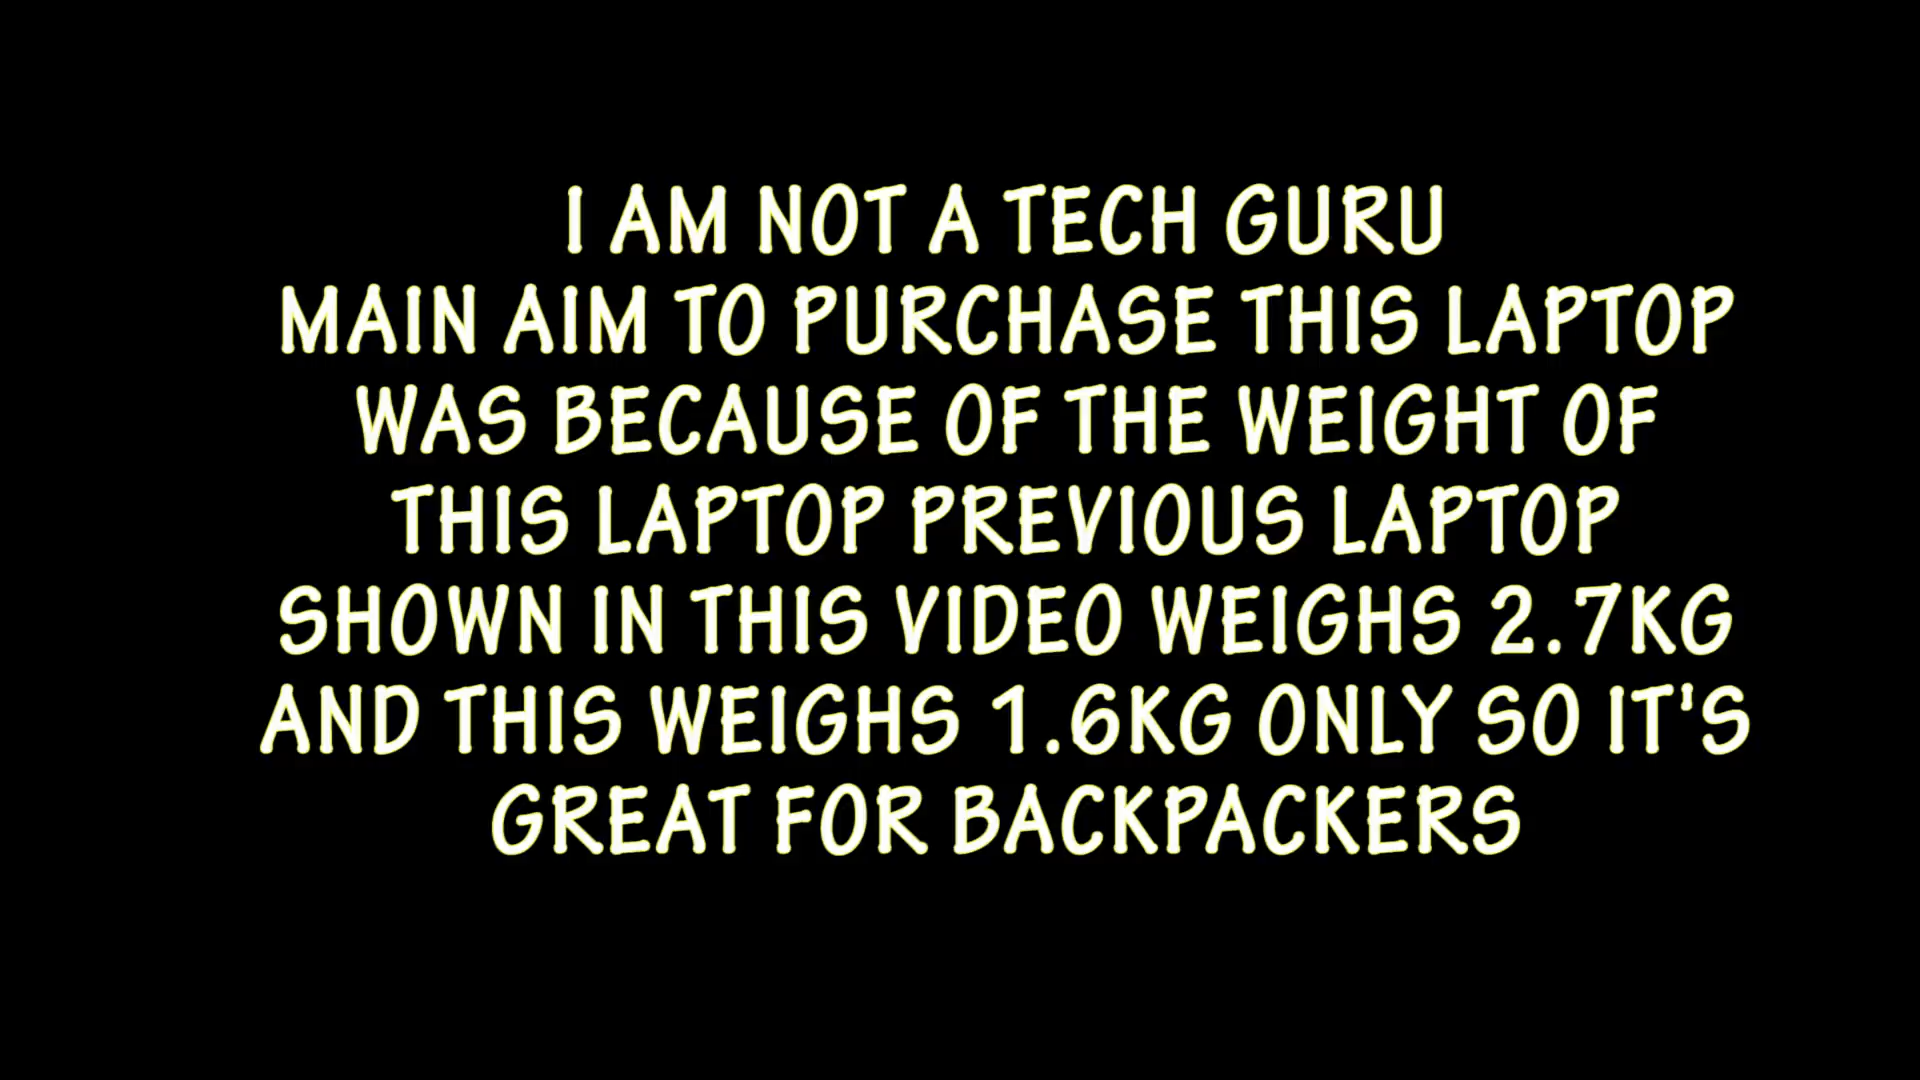 I AM NOT A TECH GURU
MAIN AIM TO PURCHASE THIS LAPTOP
WAS BECAUSE OF THE WEIGHT OF
THIS LAPTOP PREVIOUS LAPTOP
SHOWN IN THIS VIDEO WEIGHS 2.7KG
AND THIS WEIGHS 1.6KG ONLY SO IT'S
GREAT FOR BACKPACKERS